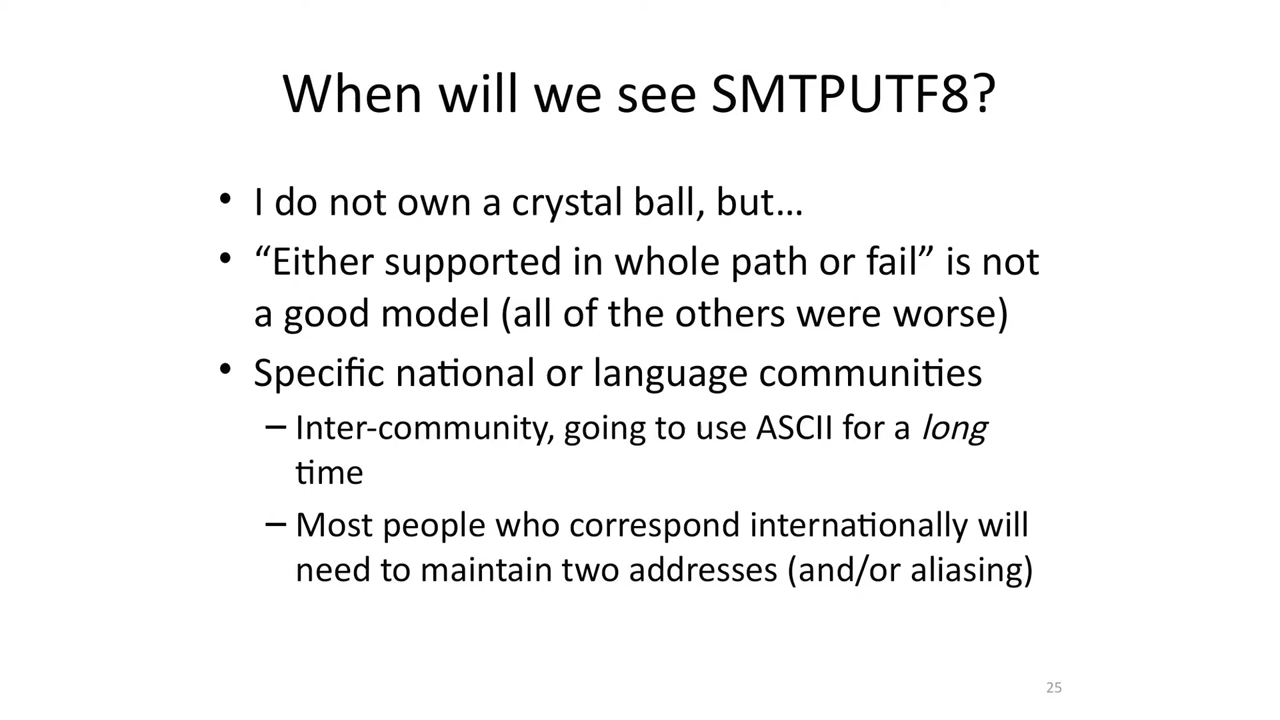 When will we see SMTPUTF8?
• I do not own a crystal ball, but…
• “Either supported in whole path or fail” is not
a good model (all of the others were worse)
• Specific national or language communities
– Inter-community, going to use ASCII for a long
time
– Most people who correspond internationally will
need to maintain two addresses (and/or aliasing)
25